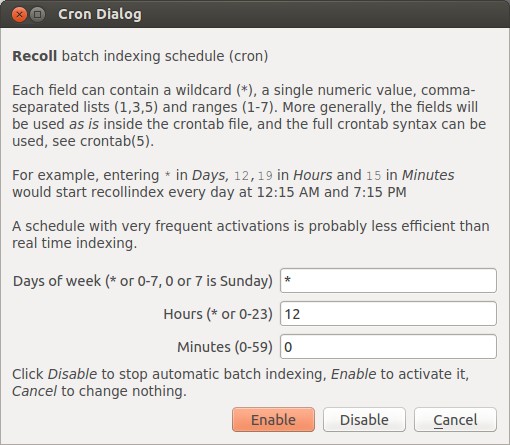 Cron Dialog
Recoll batch indexing schedule (cron)
Each field can contain a wildcard (*), a single numeric value, comma-
separated lists (1,3,5) and ranges (1-7). More generally, the fields will
be used as is inside the crontab file, and the full crontab syntax can be
used, see crontab(5).
For example, entering * in Days, 12,19 in Hours and 15 in Minutes
would start recollindex every day at 12:15 AM and 7:15 PM
A schedule with very frequent activations is probably less efficient than
real time indexing.
Days of week (* or 0-7, 0 or 7 is Sunday) *
Hours (* or 0-23) 12
Minutes (0-59) 0
Click Disable to stop automatic batch indexing, Enable to activate it,
Cancel to change nothing.
Enable Disable Cancel